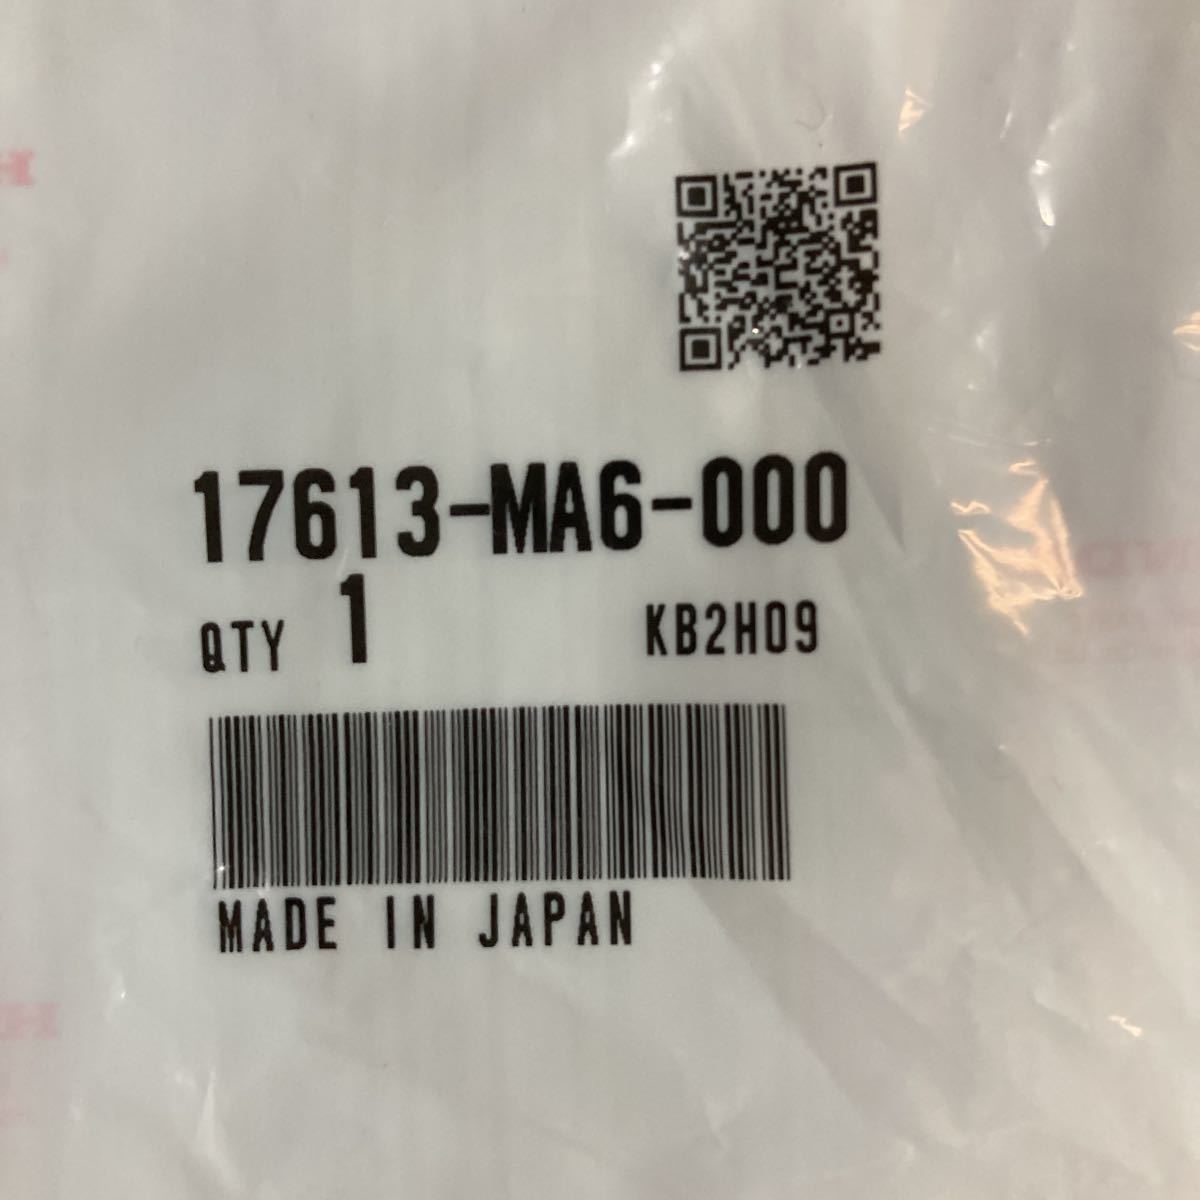 17613-MA6-000
QTY 1 KB2H09
MADE IN JAPAN